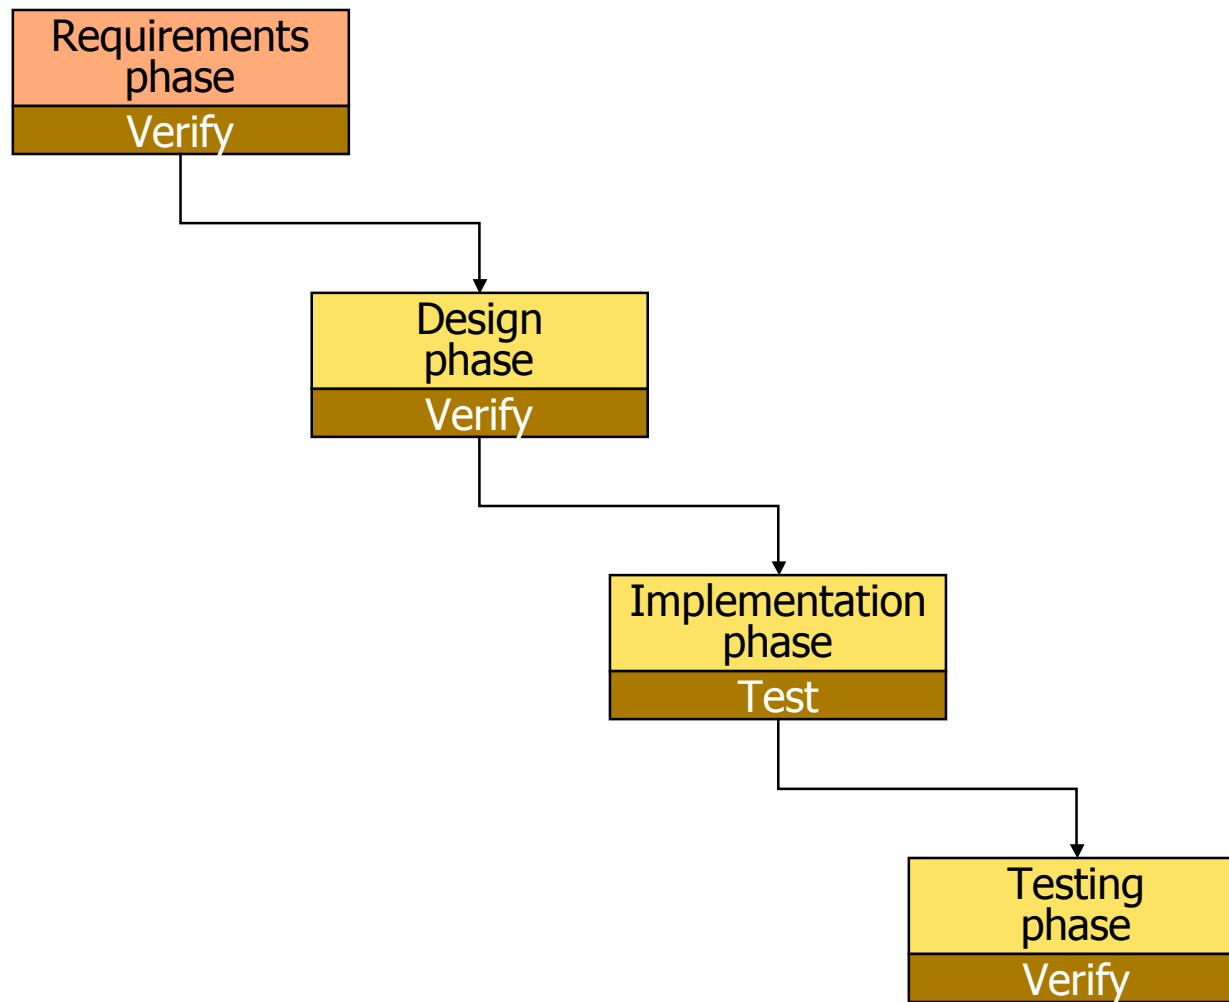 Requirements
phase
Verify
Design
phase
Verify
Implementation
phase
Test
Testing
phase
Verify